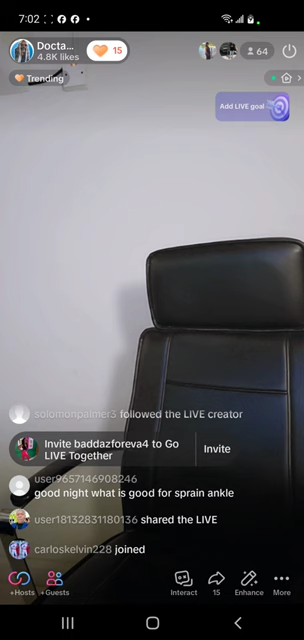 7:02
Docta...
4.8K likes
15
64
Trending
Add LIVE goal
solomonpalmer3 followed the LIVE creator
Invite baddazforeva4 to Go
LIVE Together
Invite
user9657146908246
good night what is good for sprain ankle
user18132831180136 shared the LIVE
carloskelvin228 joined
+Hosts
+Guests
Interact
15
Enhance
More